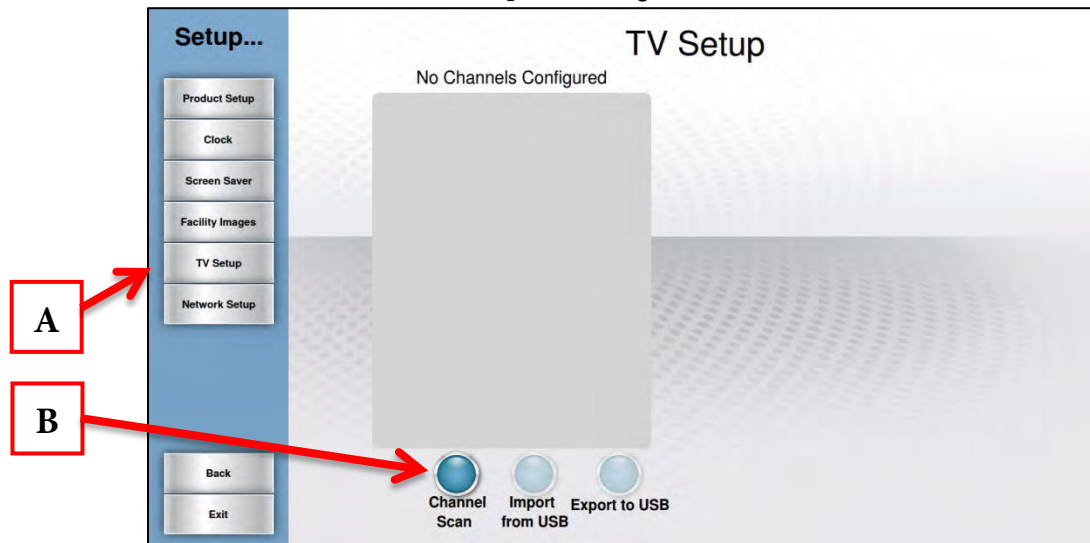 Setup...
TV Setup
No Channels Configured
Product Setup
Clock
Screen Saver
Facility Images
TV Setup
Network Setup
A
B
Back
Exit
Channel
Scan
Import
from USB
Export to USB